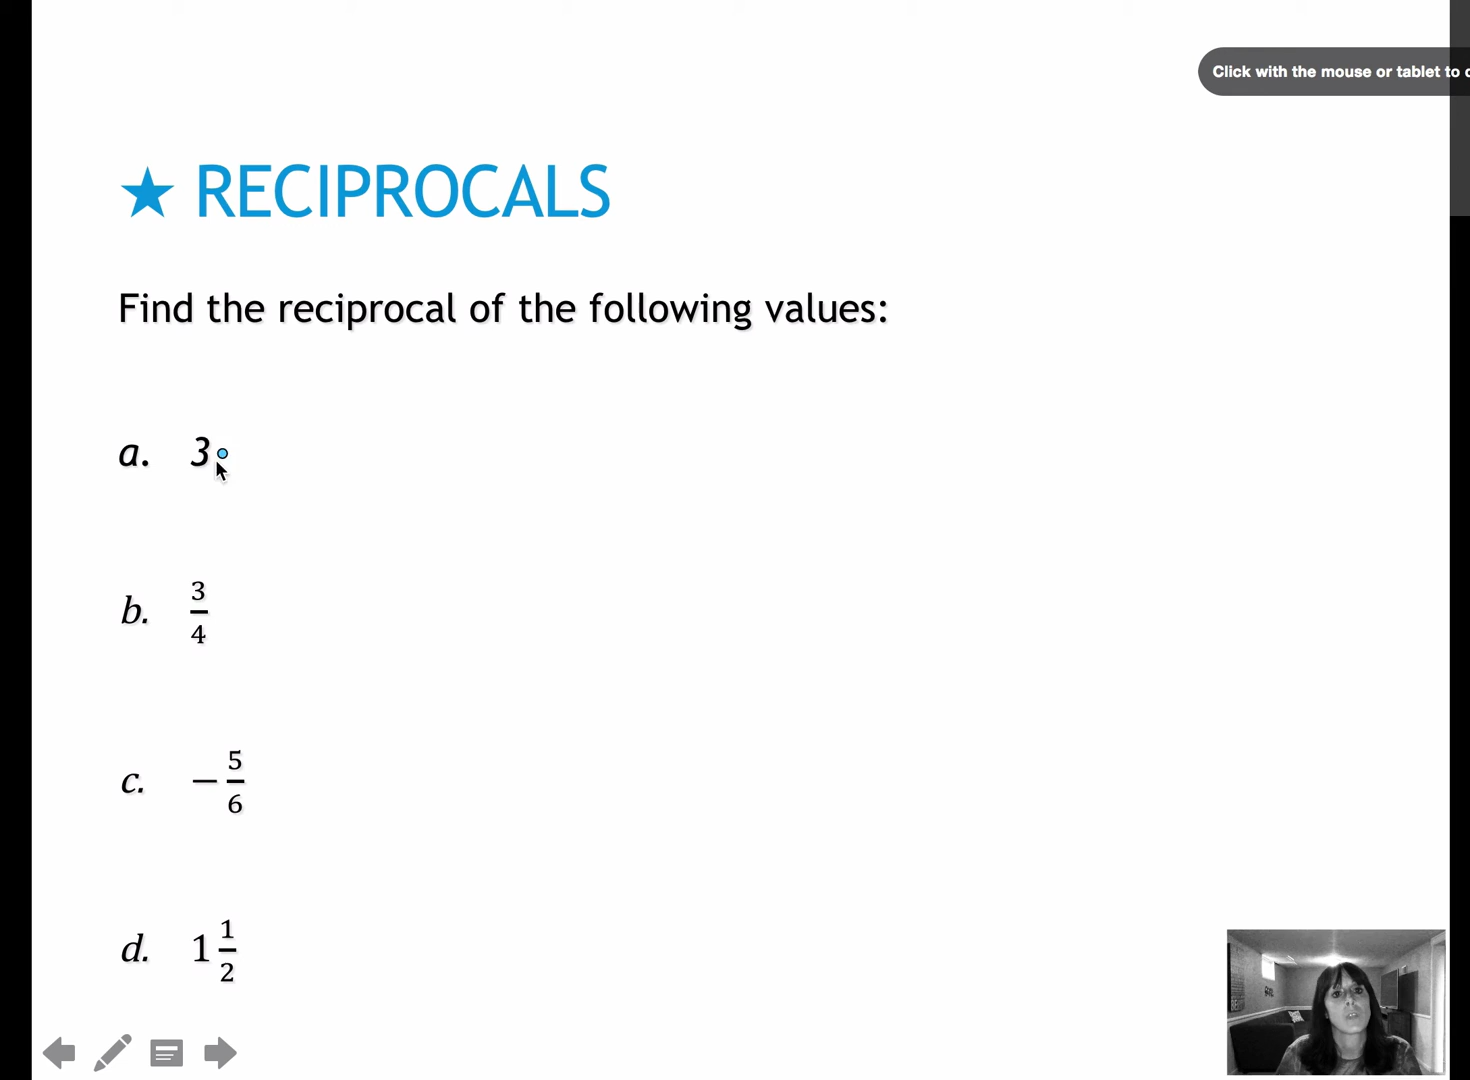 Click with the mouse or tablet to
★ RECIPROCALS
Find the reciprocal of the following values:
a. 3
b. 3/4
c. −5/6
d. 1 1/2